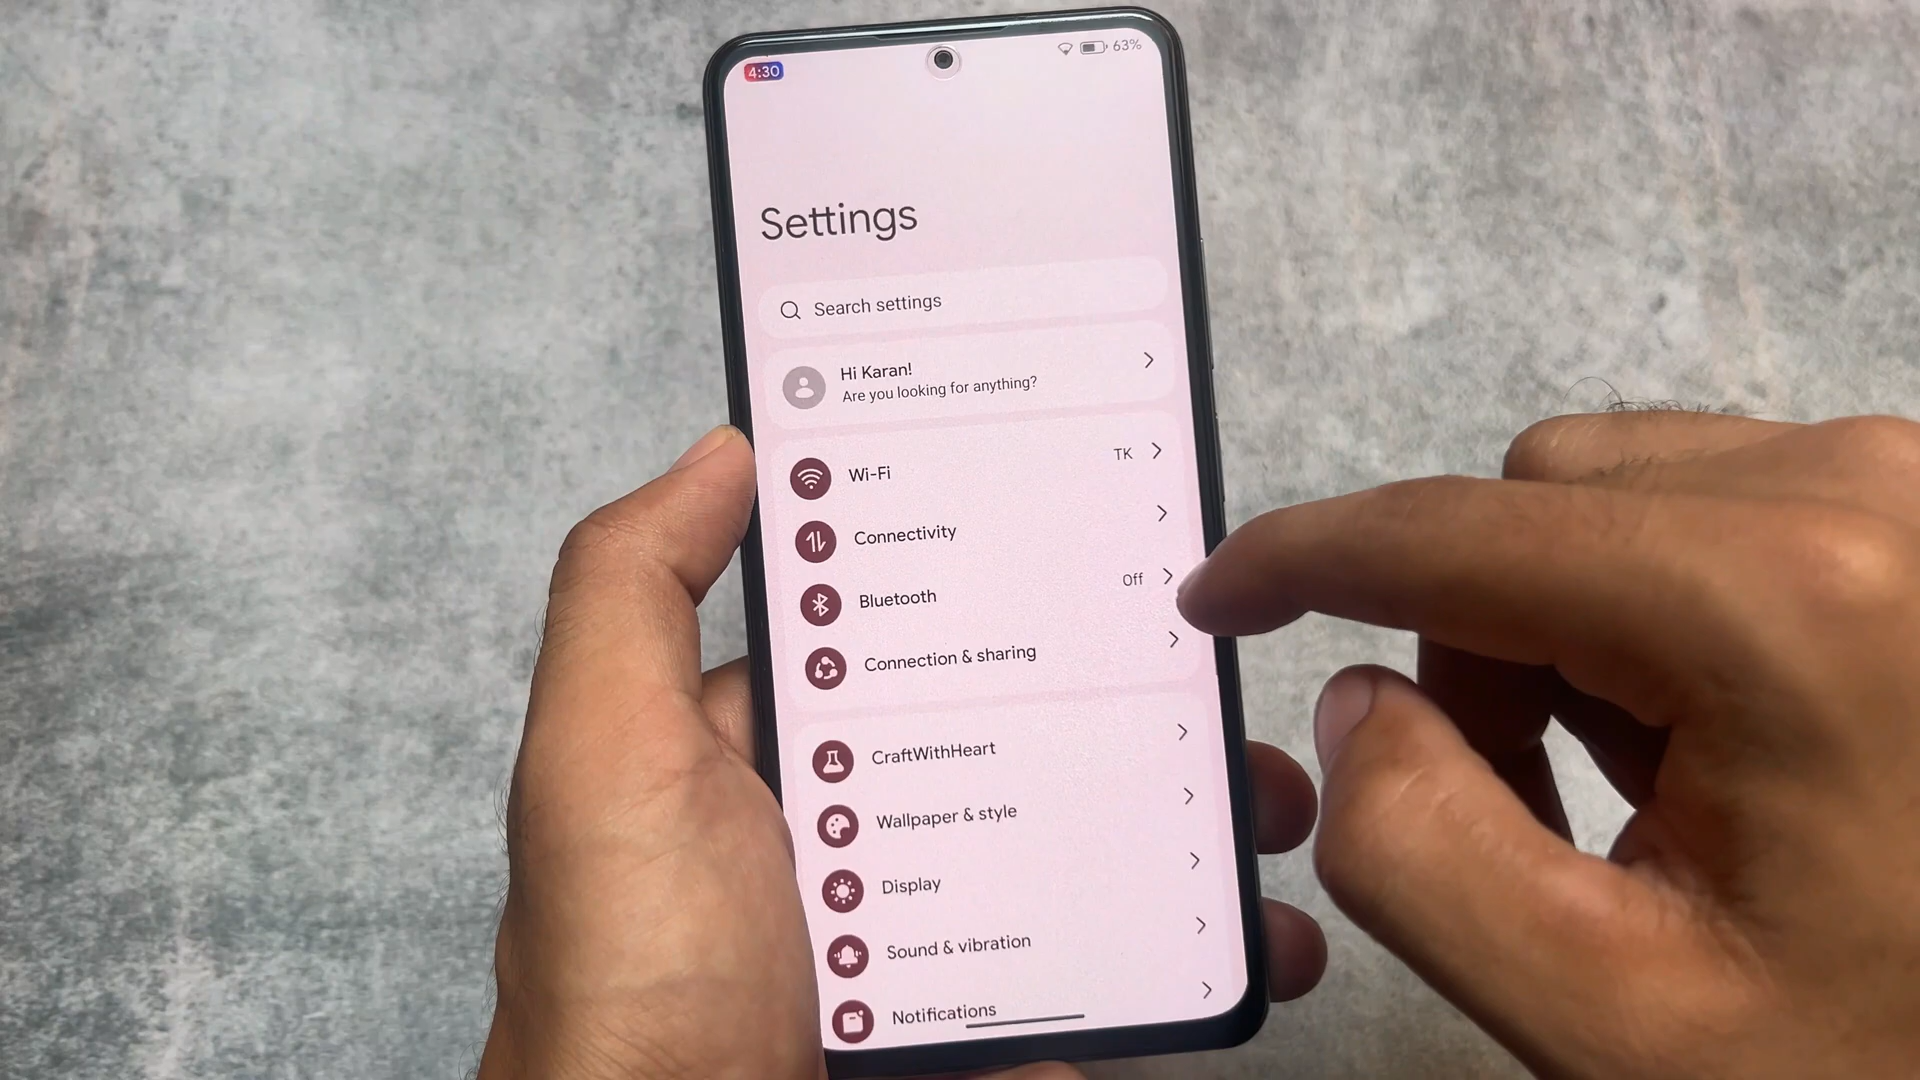 4:30
63%
Settings
Search settings
Hi Karan!
Are you looking for anything?
Wi-Fi
TK
Connectivity
Bluetooth
Off
Connection & sharing
CraftWithHeart
Wallpaper & style
Display
Sound & vibration
Notifications